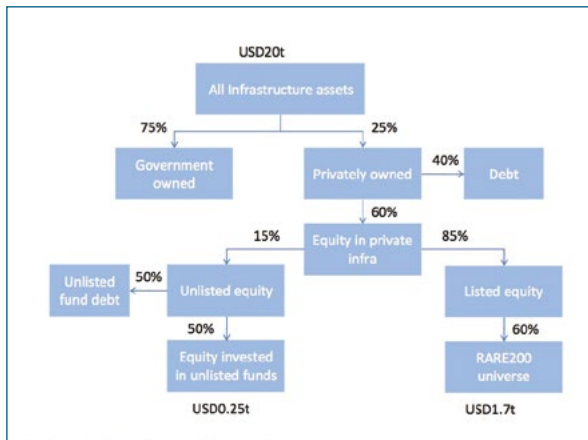 USD20t
All Infrastructure assets
75%
25%
Government
owned
Privately owned
40%
Debt
60%
Equity in private
infra
15%
85%
Unlisted
fund debt
50%
Unlisted equity
Listed equity
50%
60%
Equity invested
in unlisted funds
RARE200
universe
USD0.25t
USD1.7t